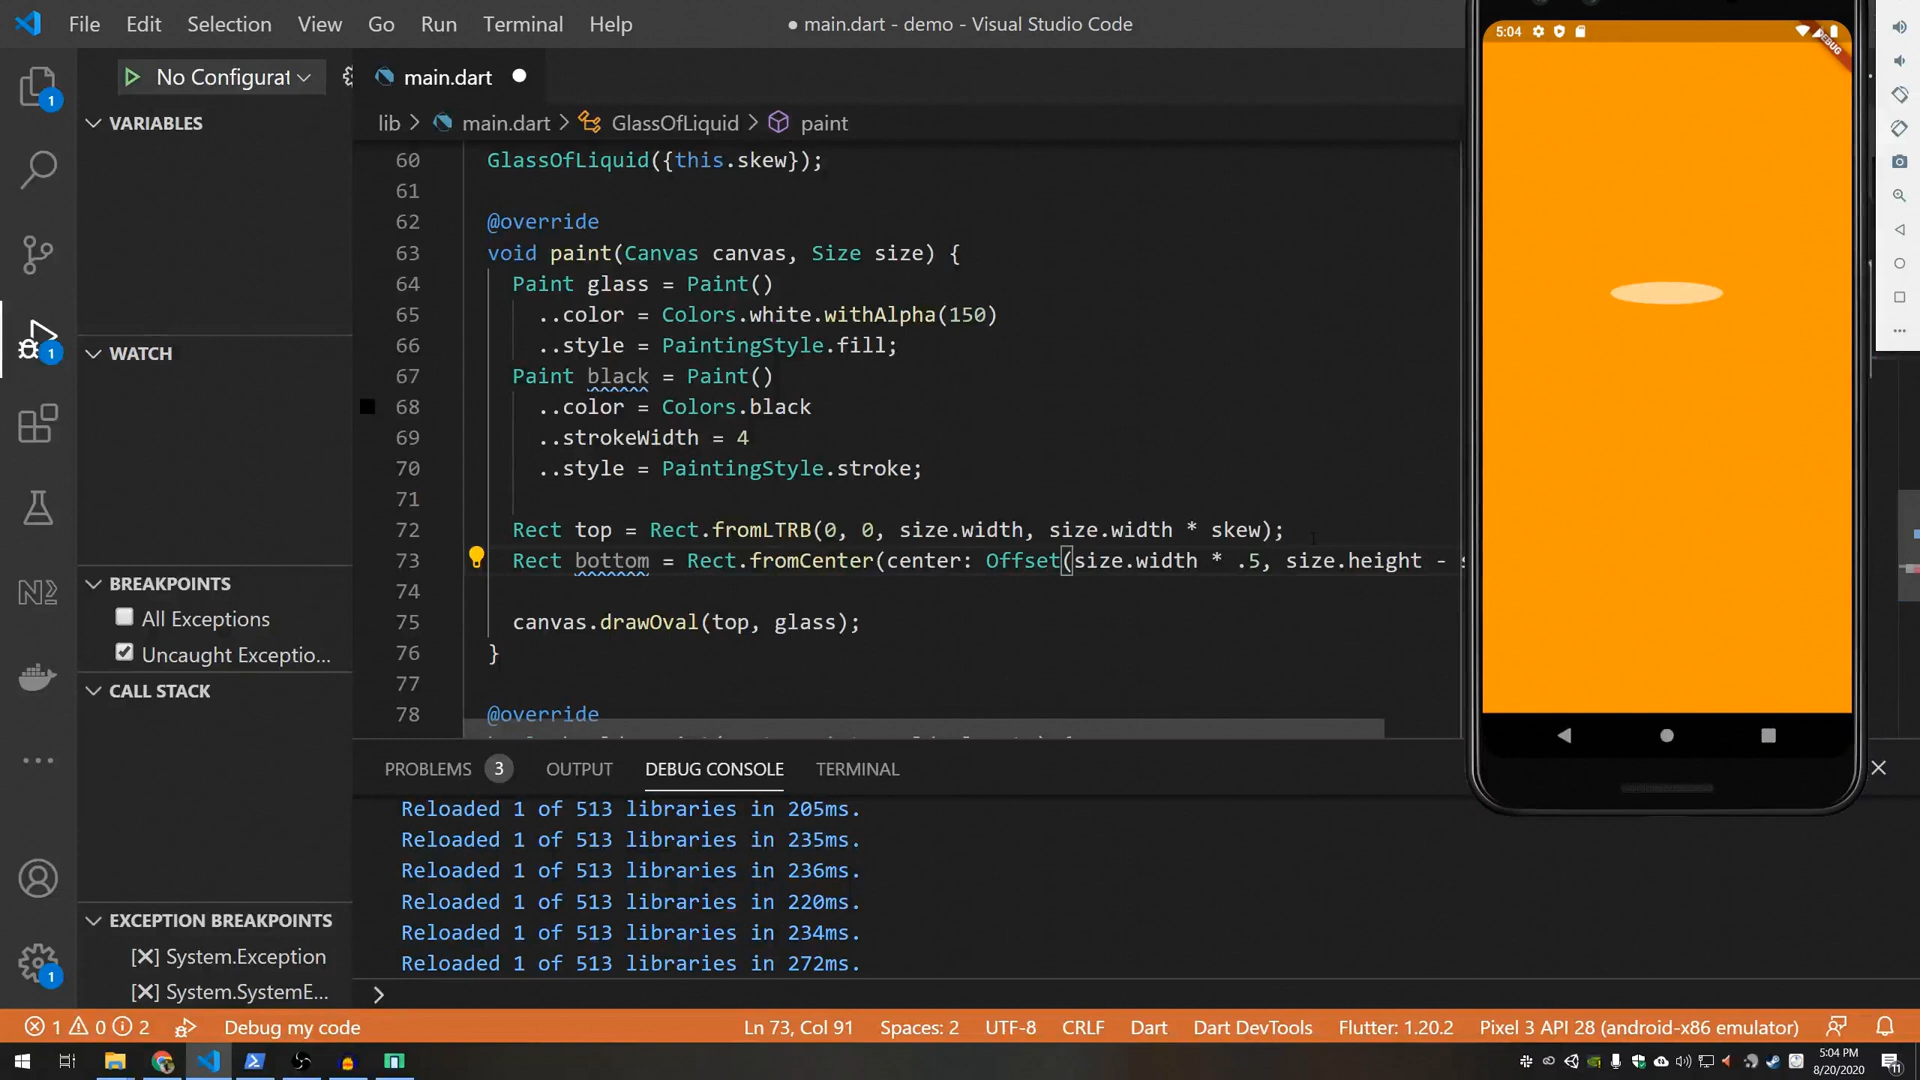 File Edit Selection View Go Run Terminal Help
● main.dart - demo - Visual Studio Code
No Configurat
main.dart
lib > main.dart > GlassOfLiquid > paint
VARIABLES
WATCH
BREAKPOINTS
All Exceptions
Uncaught Exceptio...
CALL STACK
EXCEPTION BREAKPOINTS
System.Exception
System.SystemE...
1
1
1
60 GlassOfLiquid({this.skew});
61
62 @override
63 void paint(Canvas canvas, Size size) {
64 Paint glass = Paint()
65 ..color = Colors.white.withAlpha(150)
66 ..style = PaintingStyle.fill;
67 Paint black = Paint()
68 ..color = Colors.black
69 ..strokeWidth = 4
70 ..style = PaintingStyle.stroke;
71
72 Rect top = Rect.fromLTRB(0, 0, size.width, size.width * skew);
73 Rect bottom = Rect.fromCenter(center: Offset(size.width * .5, size.height - s
74
75 canvas.drawOval(top, glass);
76 }
77
78 @override
PROBLEMS 3 OUTPUT DEBUG CONSOLE TERMINAL
Reloaded 1 of 513 libraries in 205ms.
Reloaded 1 of 513 libraries in 235ms.
Reloaded 1 of 513 libraries in 236ms.
Reloaded 1 of 513 libraries in 220ms.
Reloaded 1 of 513 libraries in 234ms.
Reloaded 1 of 513 libraries in 272ms.
5:04
DEBUG
1 0 2 Debug my code Ln 73, Col 91 Spaces: 2 UTF-8 CRLF Dart Dart DevTools Flutter: 1.20.2 Pixel 3 API 28 (android-x86 emulator)
5:04 PM
8/20/2020
11